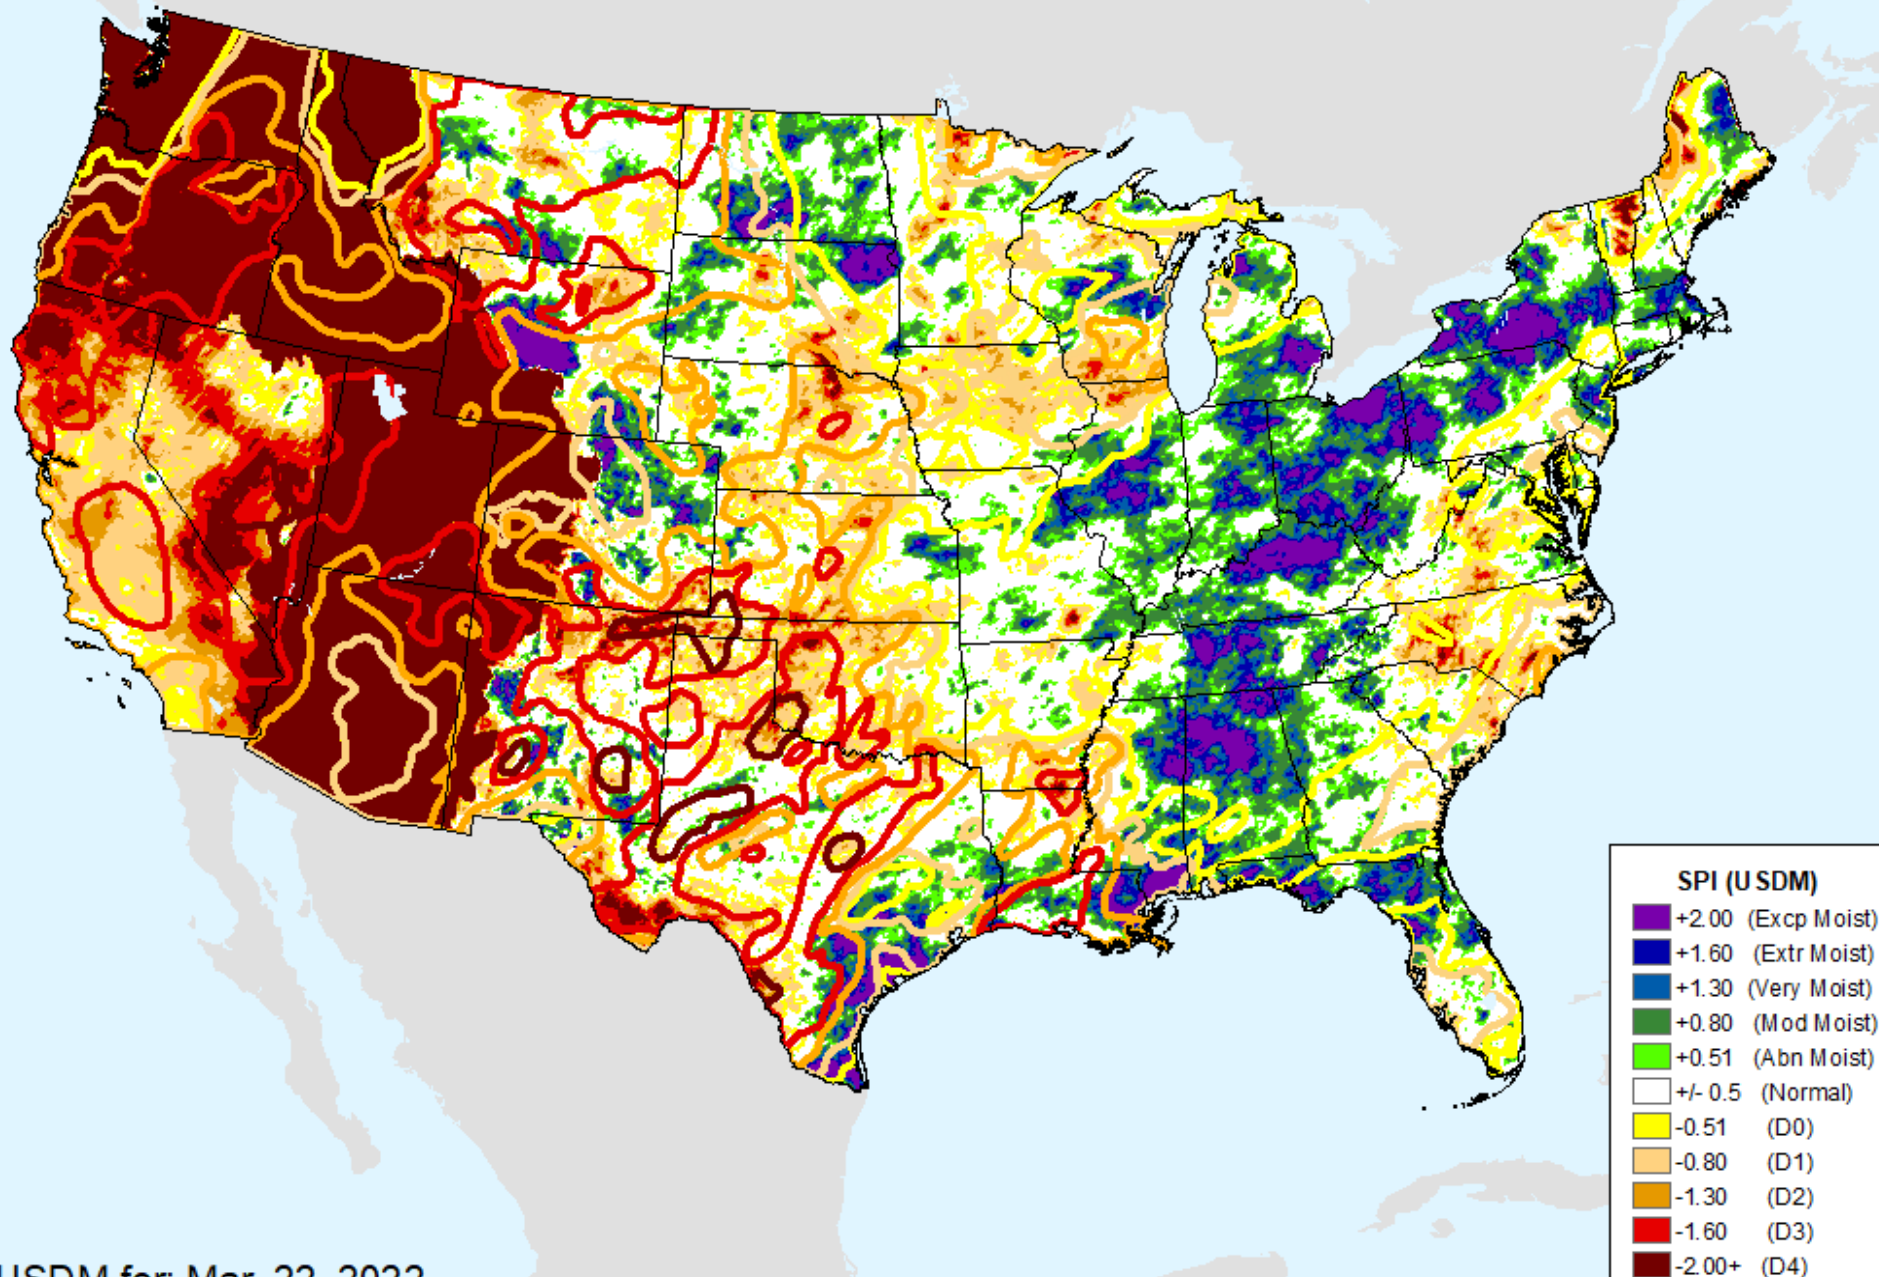 SPI (USDM)
+2.00 (Excp Moist)
+1.60 (Extr Moist)
+1.30 (Very Moist)
+0.80 (Mod Moist)
+0.51 (Abn Moist)
+/- 0.5 (Normal)
-0.51 (D0)
-0.80 (D1)
-1.30 (D2)
-1.60 (D3)
-2.00+ (D4)
USDM for: Mar. 22, 2022